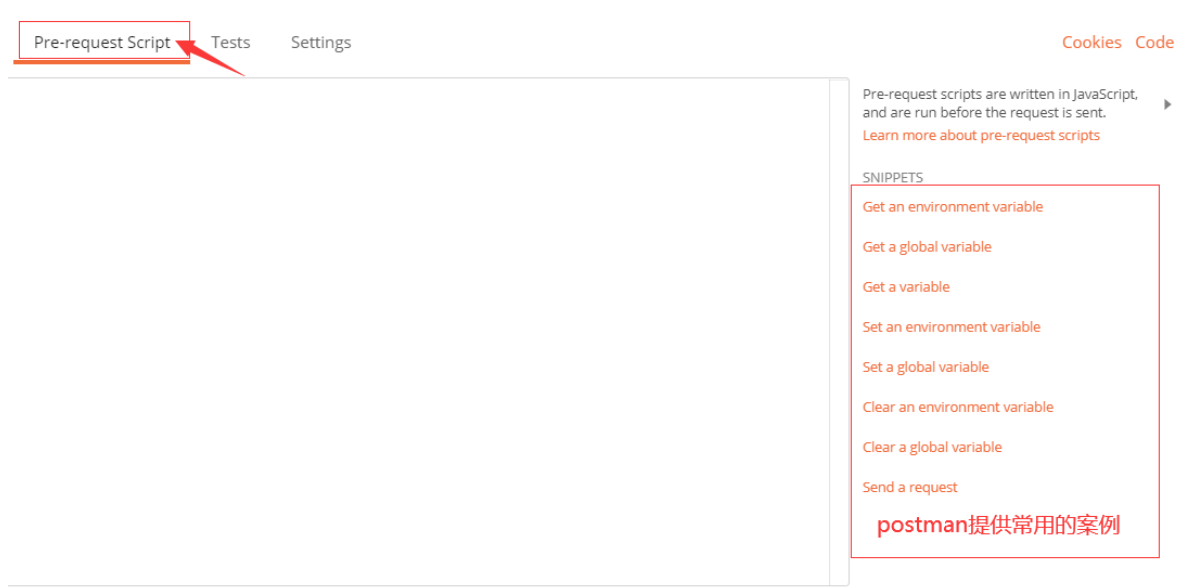 Pre-request Script Tests Settings Cookies Code
Pre-request scripts are written in JavaScript,
and are run before the request is sent.
Learn more about pre-request scripts
SNIPPETS
Get an environment variable
Get a global variable
Get a variable
Set an environment variable
Set a global variable
Clear an environment variable
Clear a global variable
Send a request
postman提供常用的案例